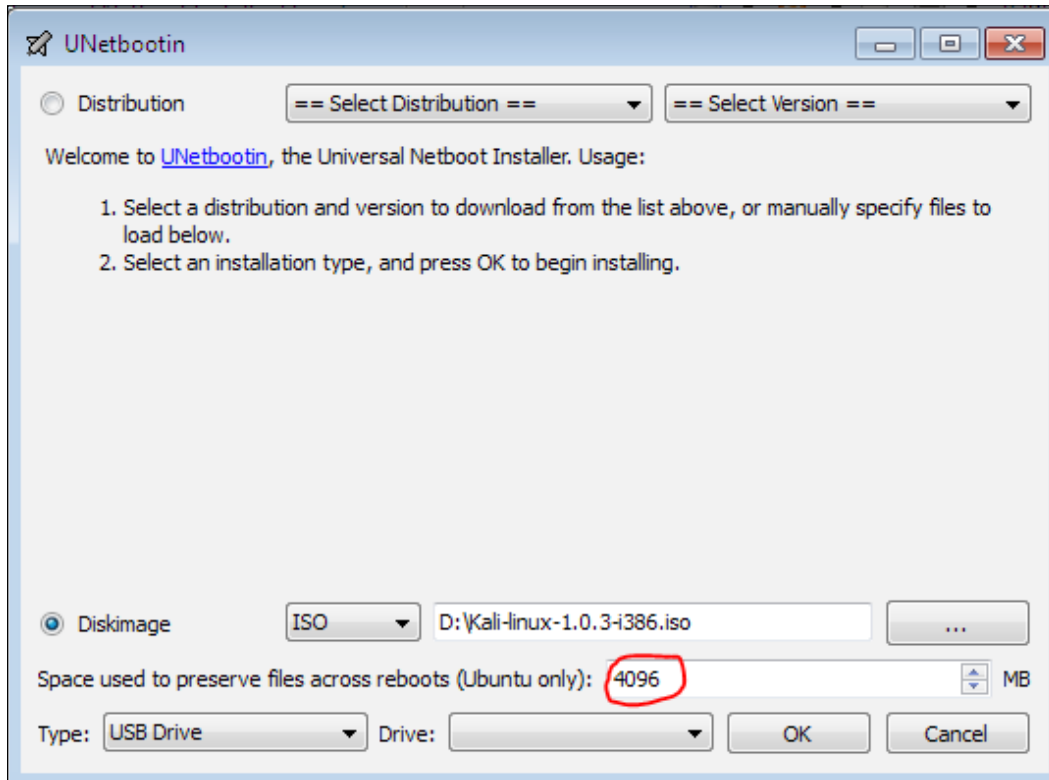 UNetbootin
Distribution == Select Distribution == == Select Version ==
Welcome to UNetbootin, the Universal Netboot Installer. Usage:
1. Select a distribution and version to download from the list above, or manually specify files to
load below.
2. Select an installation type, and press OK to begin installing.
Diskimage ISO D:\Kali-linux-1.0.3-i386.iso ...
Space used to preserve files across reboots (Ubuntu only): 4096 MB
Type: USB Drive Drive: OK Cancel